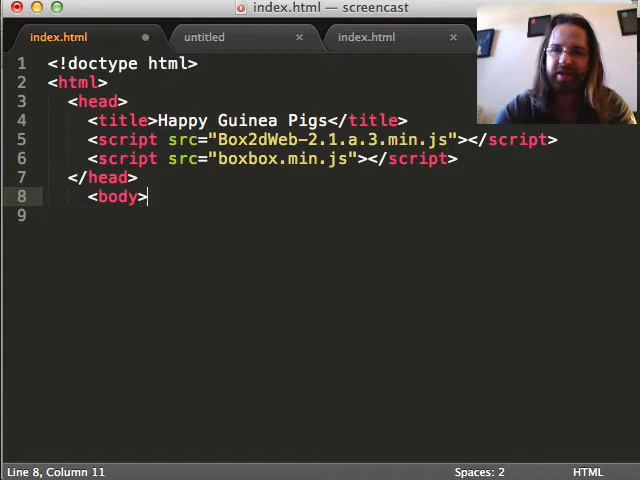 index.html — screencast
index.html
untitled
index.html
1 <!doctype html>
2 <html>
3 <head>
4 <title>Happy Guinea Pigs</title>
5 <script src="Box2dWeb-2.1.a.3.min.js"></script>
6 <script src="boxbox.min.js"></script>
7 </head>
8 <body>
9
Line 8, Column 11
Spaces: 2
HTML